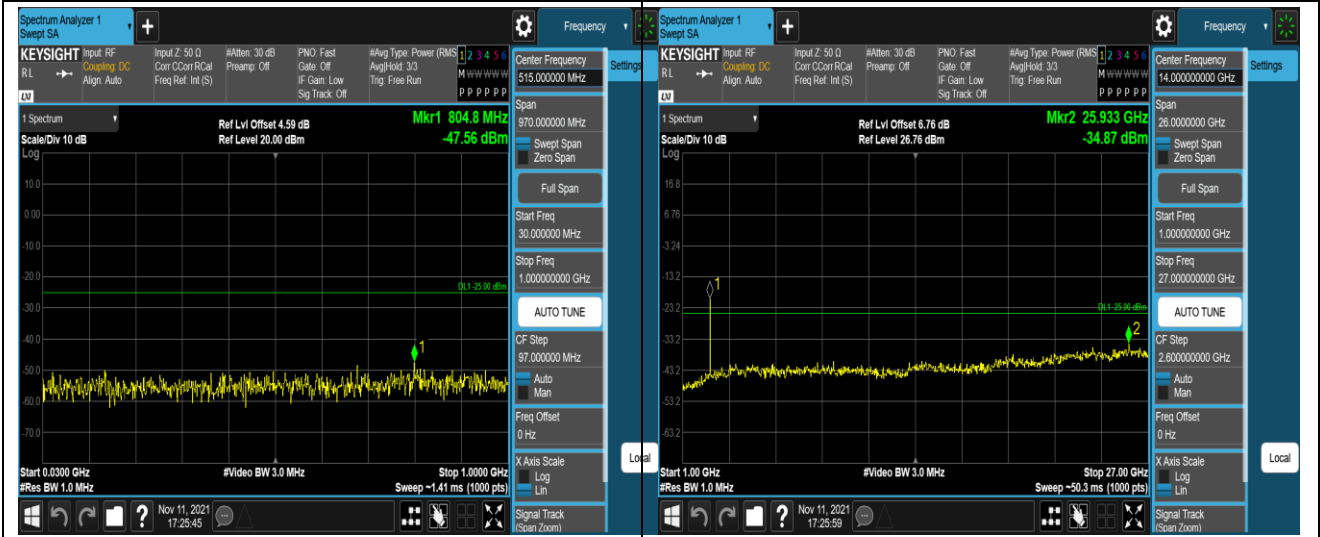 Spectrum Analyzer 1
Swept SA
+
Frequency
KEYSIGHT
RL
LXI
Input: RF
Coupling: DC
Align: Auto
Input Z: 50 Ω
Corr CCorr RCal
Freq Ref: Int (S)
#Atten: 30 dB
Preamp: Off
PNO: Fast
Gate: Off
IF Gain: Low
Sig Track: Off
#Avg Type: Power (RMS
Avg|Hold: 3/3
Trig: Free Run
1 2 3 4 5 6
M W W W W W
P P P P P P
1 Spectrum
Scale/Div 10 dB
Log
Ref Lvl Offset 4.59 dB
Ref Level 20.00 dBm
Mkr1 804.8 MHz
-47.56 dBm
10.0
0.00
-10.0
-20.0
DL1 -25.00 dBm
-30.0
-40.0
1
-50.0
-60.0
-70.0
Start 0.0300 GHz
#Res BW 1.0 MHz
#Video BW 3.0 MHz
Stop 1.0000 GHz
Sweep ~1.41 ms (1000 pts)
Nov 11, 2021
17:25:45
Center Frequency
515.000000 MHz
Span
970.000000 MHz
Swept Span
Zero Span
Full Span
Start Freq
30.000000 MHz
Stop Freq
1.000000000 GHz
AUTO TUNE
CF Step
97.000000 MHz
Auto
Man
Freq Offset
0 Hz
X Axis Scale
Log
Lin
Signal Track
(Span Zoom)
Settings
Local
Spectrum Analyzer 1
Swept SA
+
Frequency
KEYSIGHT
RL
LXI
Input: RF
Coupling: DC
Align: Auto
Input Z: 50 Ω
Corr CCorr RCal
Freq Ref: Int (S)
#Atten: 30 dB
Preamp: Off
PNO: Fast
Gate: Off
IF Gain: Low
Sig Track: Off
#Avg Type: Power (RMS
Avg|Hold: 3/3
Trig: Free Run
1 2 3 4 5 6
M W W W W W
P P P P P P
1 Spectrum
Scale/Div 10 dB
Log
Ref Lvl Offset 6.76 dB
Ref Level 26.76 dBm
Mkr2 25.933 GHz
-34.87 dBm
16.8
6.76
-3.24
-13.2
1
-23.2
DL1 -25.00 dBm
-33.2
2
-43.2
-53.2
-63.2
Start 1.00 GHz
#Res BW 1.0 MHz
#Video BW 3.0 MHz
Stop 27.00 GHz
Sweep ~50.3 ms (1000 pts)
Nov 11, 2021
17:25:59
Center Frequency
14.000000000 GHz
Span
26.0000000 GHz
Swept Span
Zero Span
Full Span
Start Freq
1.000000000 GHz
Stop Freq
27.000000000 GHz
AUTO TUNE
CF Step
2.600000000 GHz
Auto
Man
Freq Offset
0 Hz
X Axis Scale
Log
Lin
Signal Track
(Span Zoom)
Settings
Local